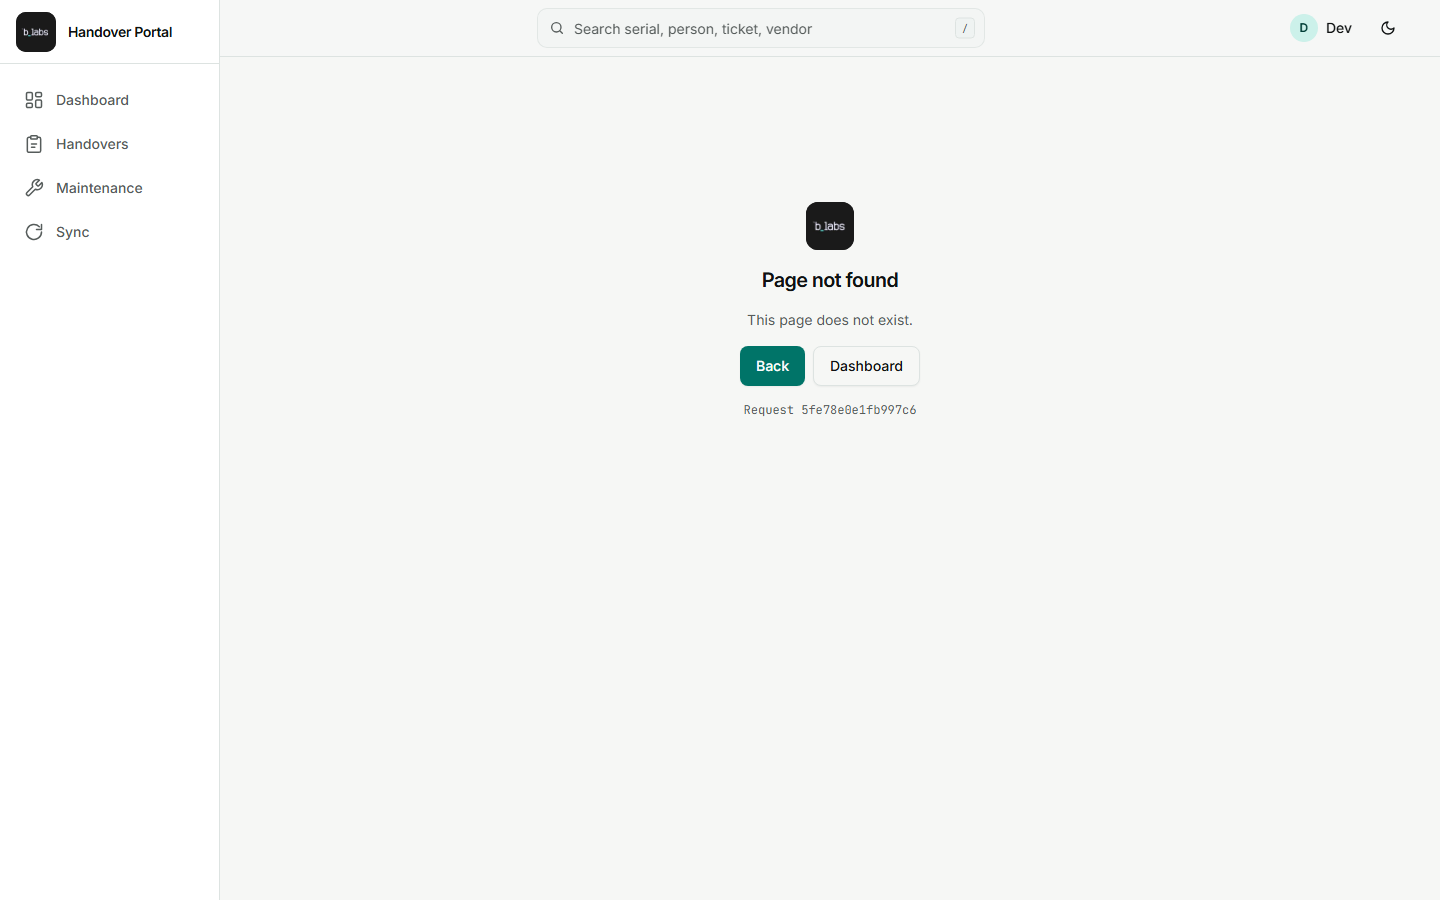 b_labs
Handover Portal
Search serial, person, ticket, vendor
/
D
Dev
Dashboard
Handovers
Maintenance
Sync
b_labs
Page not found
This page does not exist.
Back
Dashboard
Request 5fe78e0e1fb997c6